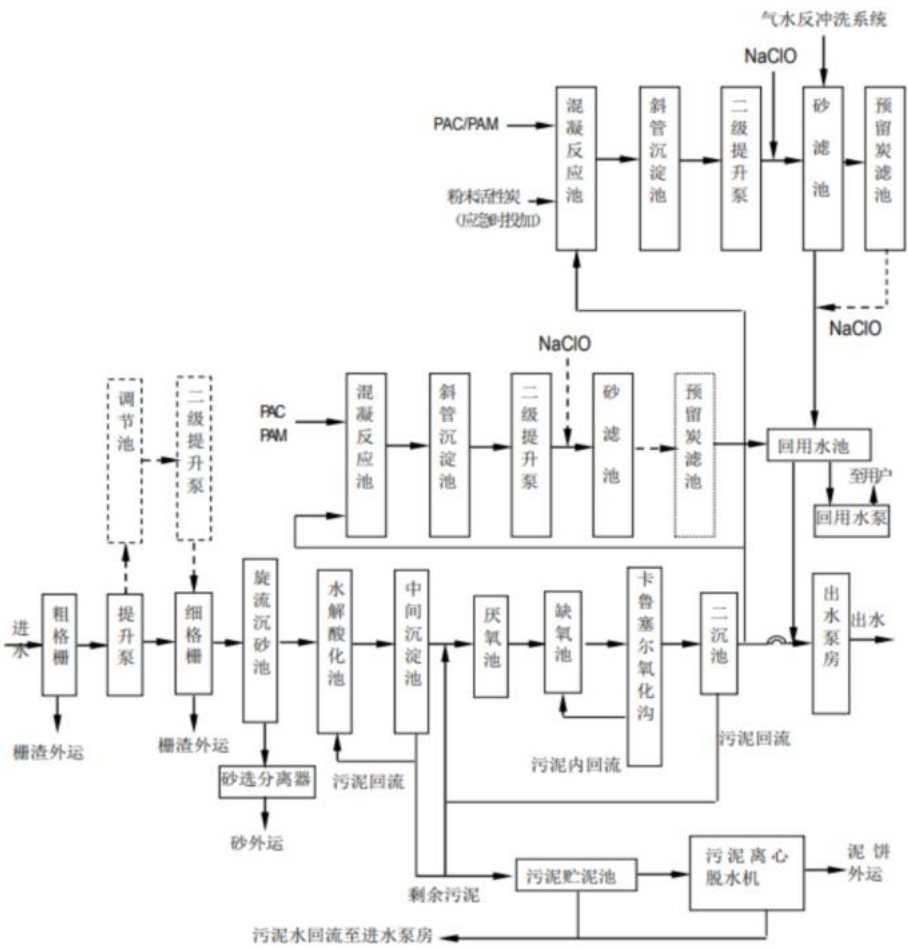 气水反冲洗系统
NaClO
PAC/PAM
粉末活性炭
（应急时投加）
混凝反应池
斜管沉淀池
二级提升泵
砂滤池
预留炭滤池
NaClO
NaClO
PAC
PAM
混凝反应池
斜管沉淀池
二级提升泵
砂滤池
预留炭滤池
回用水池
至用户
回用水泵
调节池
二级提升泵
进水
粗格栅
提升泵
细格栅
旋流沉砂池
水解酸化池
中间沉淀池
厌氧池
缺氧池
卡鲁塞尔氧化沟
二沉池
出水泵房
出水
栅渣外运
栅渣外运
砂选分离器
砂外运
污泥回流
污泥内回流
污泥回流
剩余污泥
污泥贮泥池
污泥离心
脱水机
泥饼
外运
污泥水回流至进水泵房